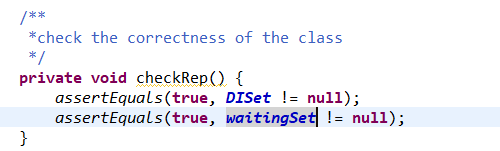 /**
*check the correctness of the class
*/
private void checkRep() {
assertEquals(true, DISet != null);
assertEquals(true, waitingSet != null);
}